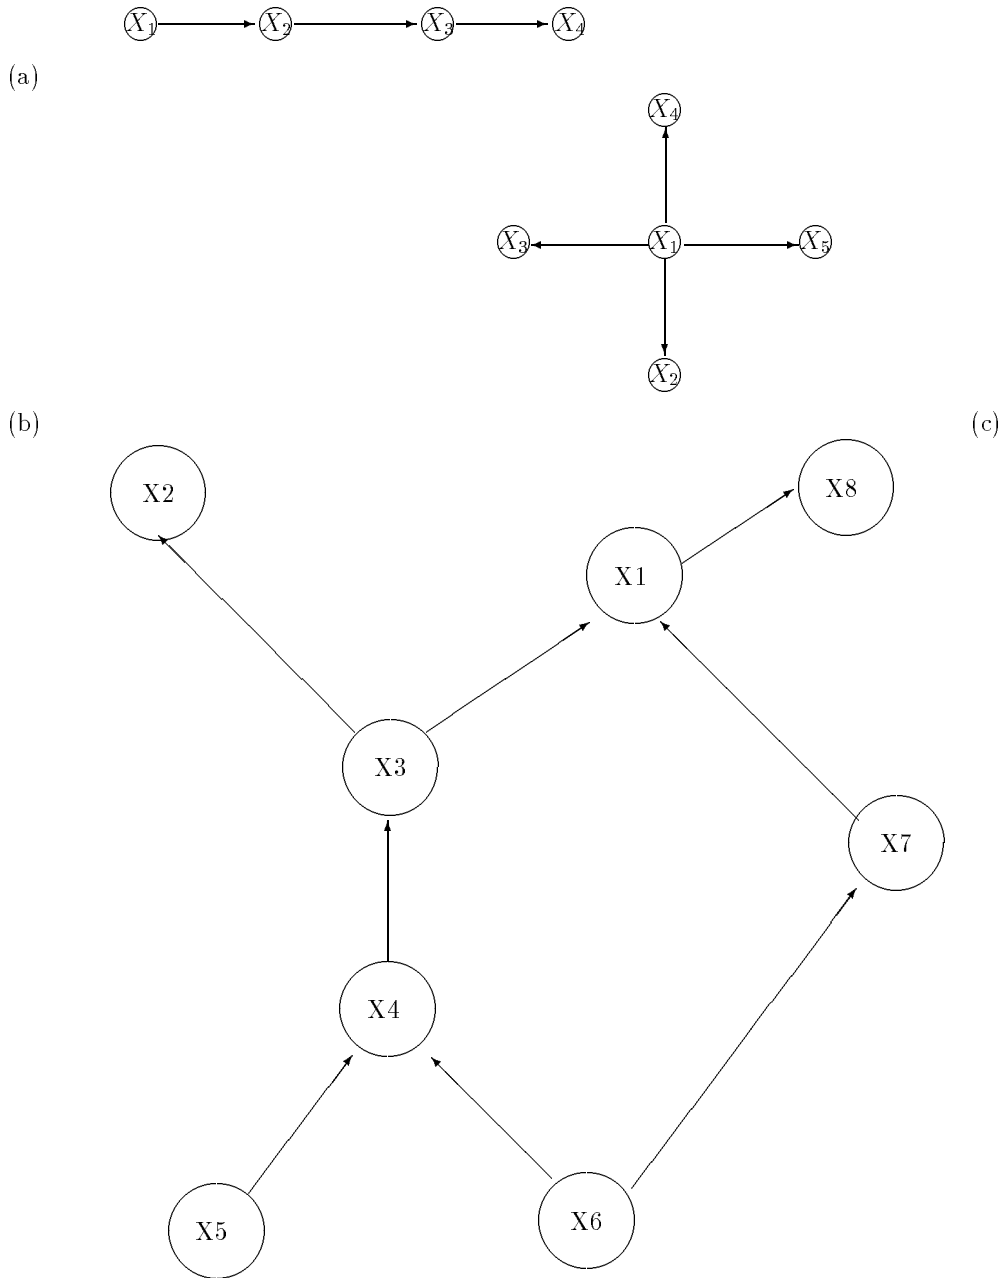 X₁ X₂ X₃ X₄
(a)
X₄
X₃ X₁ X₅
X₂
(b) (c)
X2 X8
X1
X3
X7
X4
X5 X6